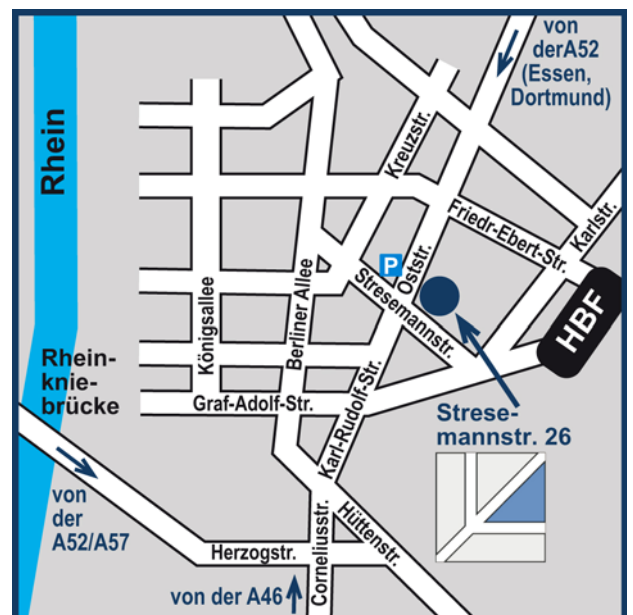 von
derA52
(Essen,
Dortmund)
Rhein
Kreuzstr.
Friedr-Ebert-Str.
Karlstr.
P
Oststr.
Stresemannstr.
HBF
Königsallee
Berliner Allee
Rhein-
knie-
brücke
Graf-Adolf-Str.
Karl-Rudolf-Str.
Strese-
mannstr. 26
von
der
A52/A57
Herzogstr.
Corneliusstr.
Hüttenstr.
von der A46